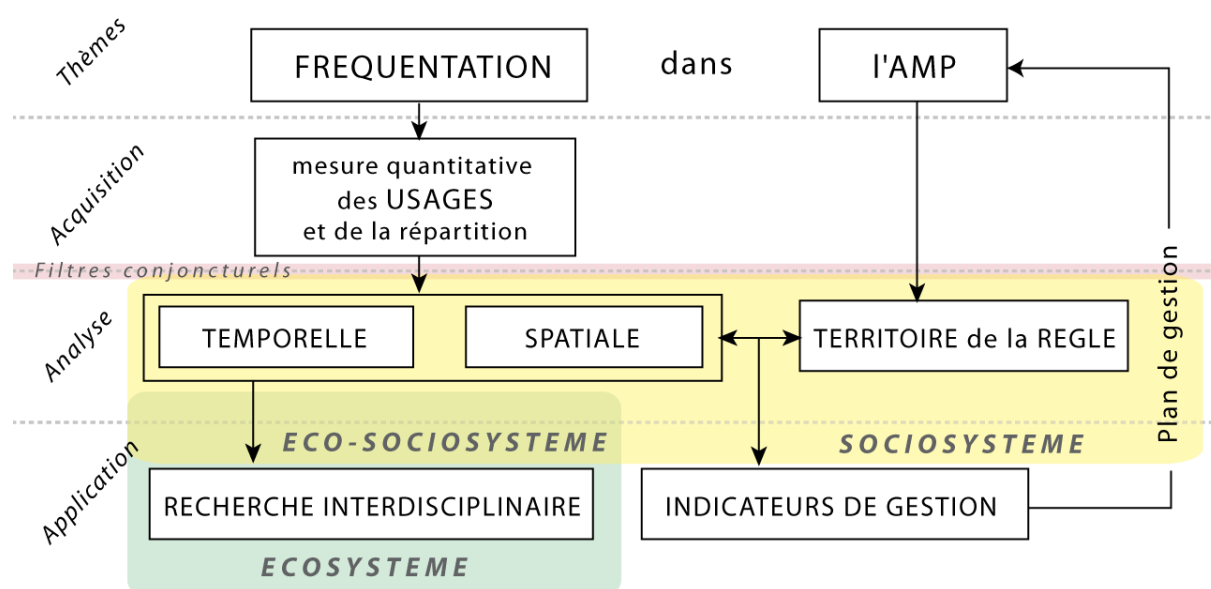 Thèmes
FREQUENTATION
dans
l'AMP
Acquisition
mesure quantitative
des USAGES
et de la répartition
Filtres conjoncturels
Analyse
TEMPORELLE
SPATIALE
TERRITOIRE de la REGLE
Plan de gestion
ECO-SOCIOSYSTEME
SOCIOSYSTEME
Application
RECHERCHE INTERDISCIPLINAIRE
INDICATEURS DE GESTION
ECOSYSTEME